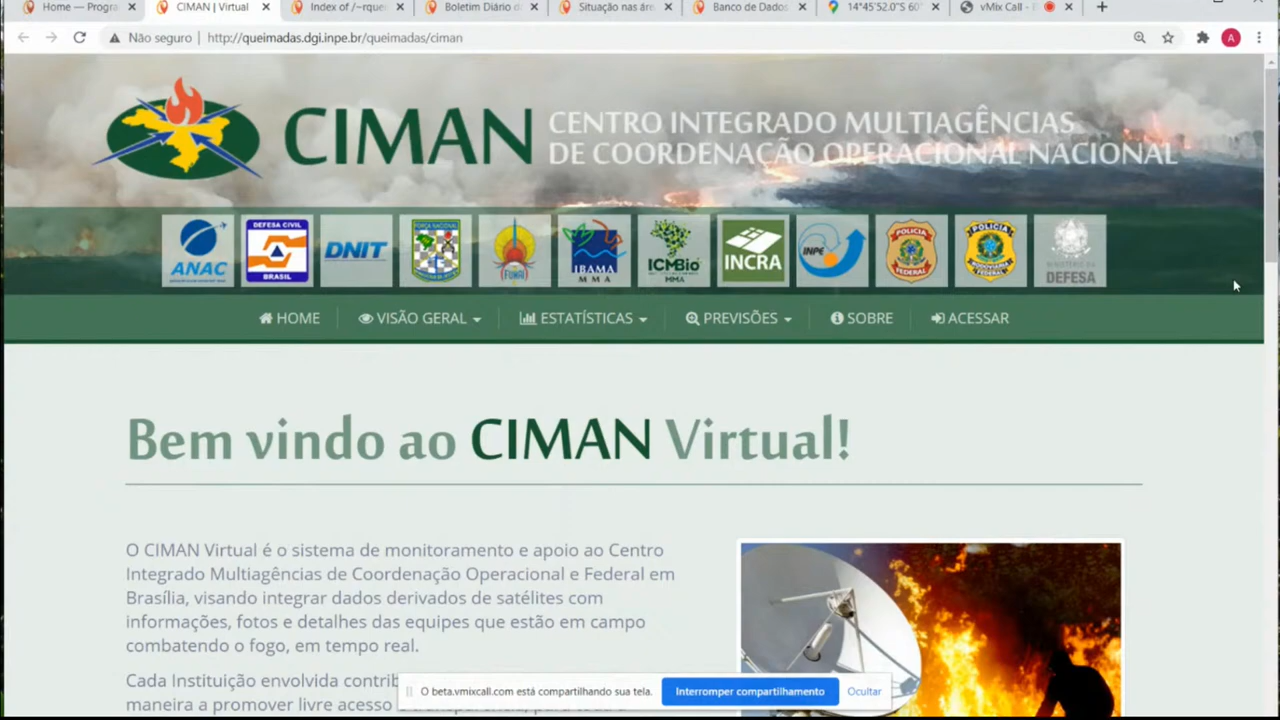 Home — Progra
CIMAN | Virtual
Index of /~rque
Boletim Diário d
Situação nas áre
Banco de Dados
14°45'52.0"S 60°
vMix Call -
Não seguro | http://queimadas.dgi.inpe.br/queimadas/ciman
A
CIMAN CENTRO INTEGRADO MULTIAGÊNCIAS
DE COORDENAÇÃO OPERACIONAL NACIONAL
ANAC
DEFESA CIVIL
BRASIL
DNIT
FORÇA NACIONAL
FUNAI
IBAMA
MMA
ICMBio
MMA
INCRA
INPE
POLÍCIA
FEDERAL
POLÍCIA
RODOVIÁRIA
FEDERAL
MINISTÉRIO DA
DEFESA
HOME
VISÃO GERAL
ESTATÍSTICAS
PREVISÕES
SOBRE
ACESSAR
Bem vindo ao CIMAN Virtual!
O CIMAN Virtual é o sistema de monitoramento e apoio ao Centro
Integrado Multiagências de Coordenação Operacional e Federal em
Brasília, visando integrar dados derivados de satélites com
informações, fotos e detalhes das equipes que estão em campo
combatendo o fogo, em tempo real.
Cada Instituição envolvida contrib
maneira a promover livre acesso
O beta.vmixcall.com está compartilhando sua tela.
Interromper compartilhamento
Ocultar